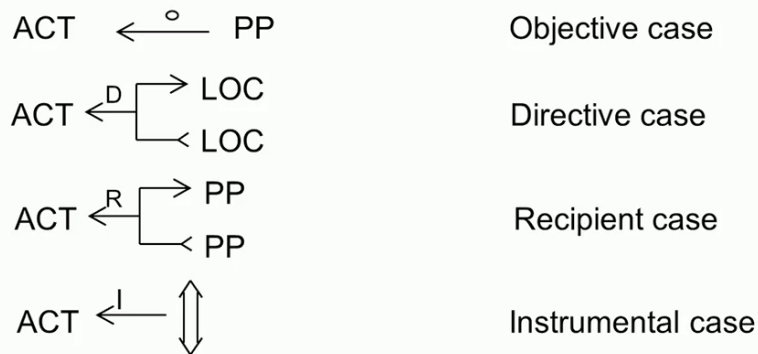 ACT o PP Objective case
ACT D LOC
LOC Directive case
ACT R PP
PP Recipient case
ACT I Instrumental case